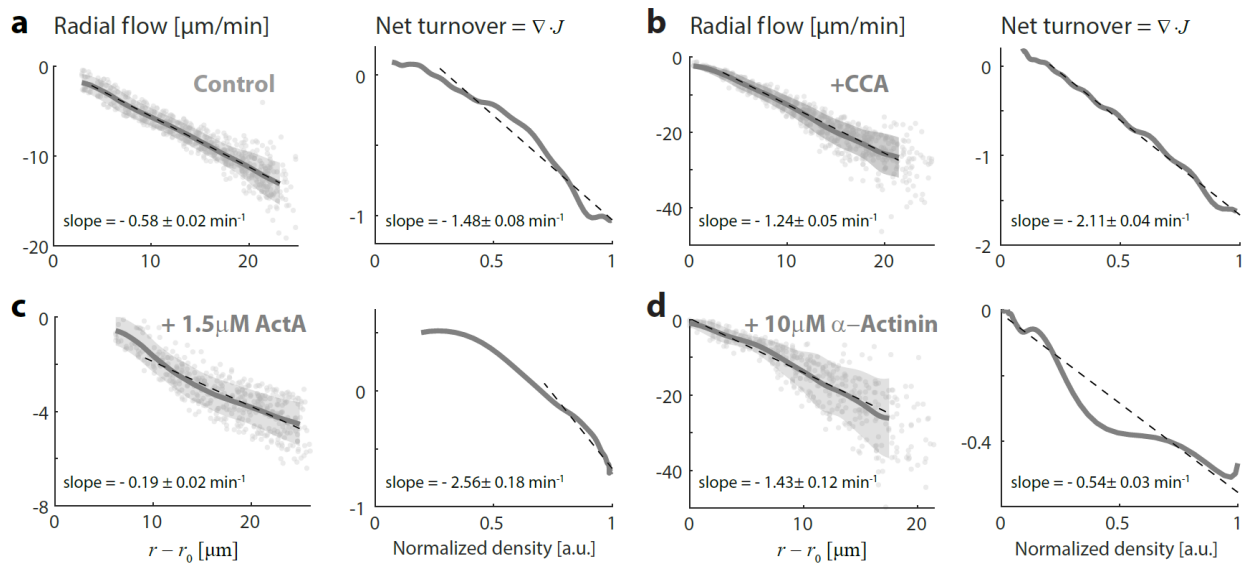 a Radial flow [μm/min] Net turnover = ∇·J b Radial flow [μm/min] Net turnover = ∇·J
0
-10
-20
0 10 20
Control
slope = - 0.58 ± 0.02 min⁻¹
0
-1
0 0.5 1
slope = - 1.48± 0.08 min⁻¹
0
-20
-40
0 10 20
+CCA
slope = - 1.24± 0.05 min⁻¹
0
-1
-2
0 0.5 1
slope = - 2.11± 0.04 min⁻¹
c
0
-4
-8
0 10 20
+ 1.5μM ActA
slope = - 0.19 ± 0.02 min⁻¹
r − r₀ [μm]
0
-1
0 0.5 1
slope = - 2.56± 0.18 min⁻¹
Normalized density [a.u.]
d
0
-20
-40
0 10 20
+ 10μM α−Actinin
slope = - 1.43± 0.12 min⁻¹
r − r₀ [μm]
0
-0.4
0 0.5 1
slope = - 0.54± 0.03 min⁻¹
Normalized density [a.u.]